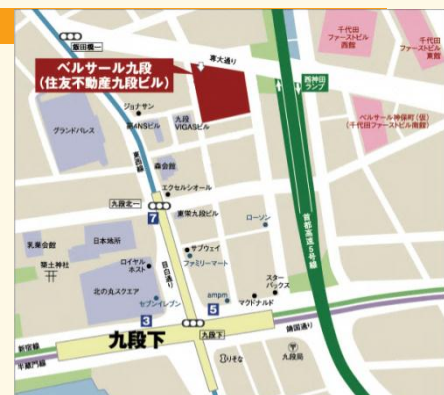 飯田橋
専大通り
千代田
ファーストビル
西館
千代田
ファーストビル
東館
ベルサール九段
(住友不動産九段ビル)
西神田
ランプ
ジョナサン
グランドパレス
第4NSビル
九段
VIGASビル
ベルサール神保町(仮)
(千代田ファーストビル南館)
東西線
森会館
エクセルシオール
九段北一
7
東栄九段ビル
ローソン
首都高速5号線
乳業会館
日本地所
目白通り
サブウェイ
ファミリーマート
築土神社
ロイヤル
ホスト
北の丸スクエア
スター
バックス
セブンイレブン
ampm
マクドナルド
3
5
靖国通り
新宿線
半蔵門線
九段下
九段下
りそな
九段局